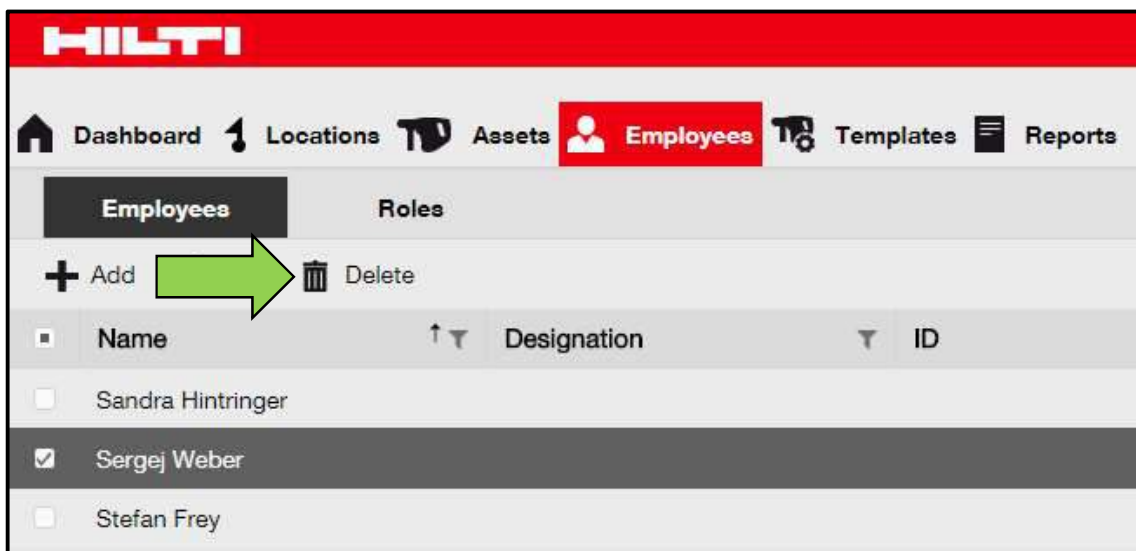 HILTI
Dashboard Locations Assets Employees Templates Reports
Employees Roles
Add Delete
Name Designation ID
Sandra Hintringer
Sergej Weber
Stefan Frey